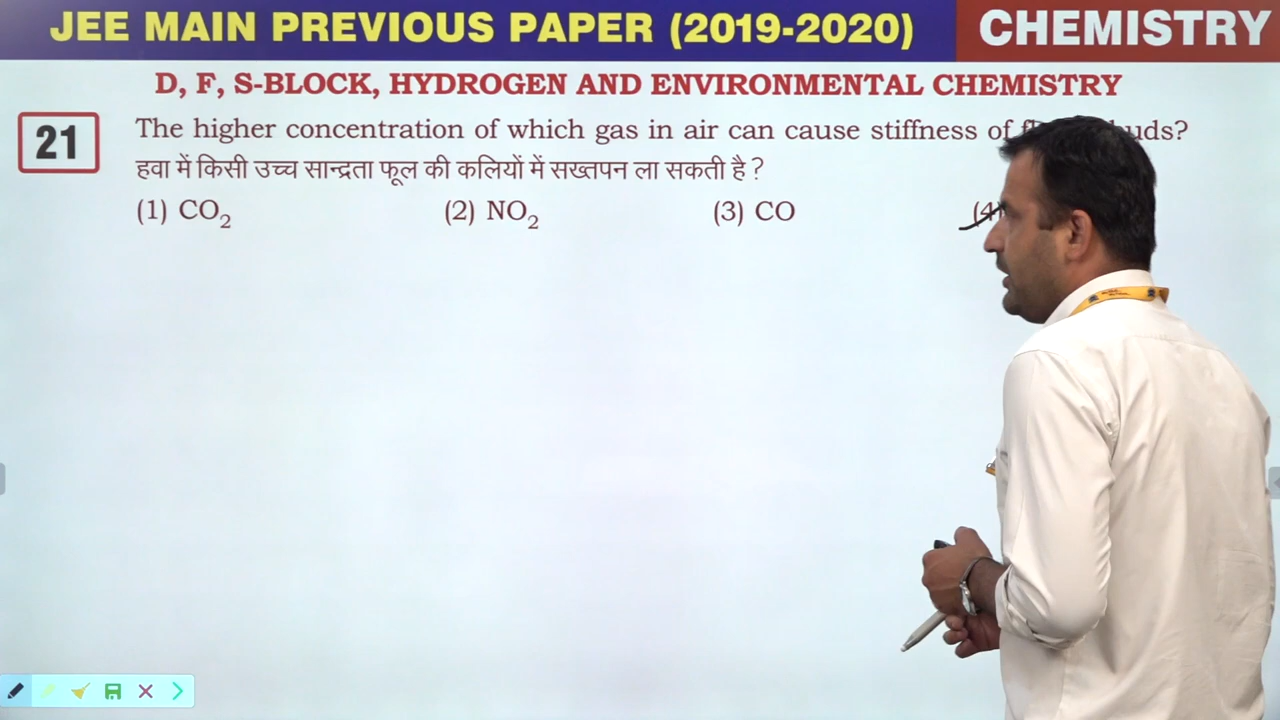 JEE MAIN PREVIOUS PAPER (2019-2020)
CHEMISTRY
D, F, S-BLOCK, HYDROGEN AND ENVIRONMENTAL CHEMISTRY
21
The higher concentration of which gas in air can cause stiffness of
हवा में किसी उच्च सान्द्रता फूल की कलियों में सख्तपन ला सकती है ?
(1) CO₂ (2) NO₂ (3) CO (4)